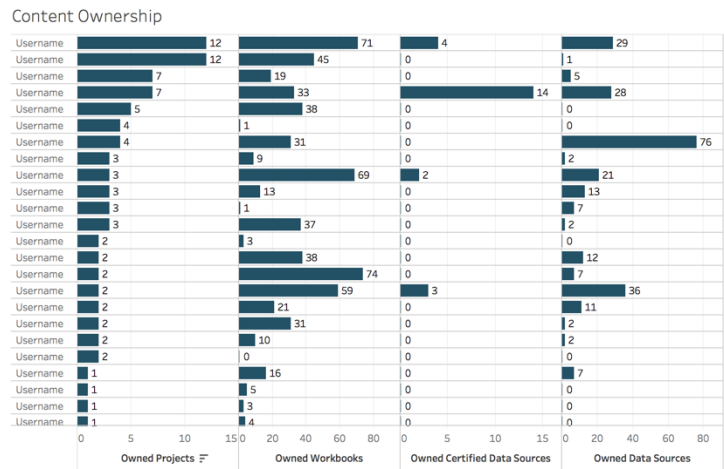 Content Ownership
Username 12 71 4 29
Username 12 45 0 1
Username 7 19 0 5
Username 7 33 14 28
Username 5 38 0 0
Username 4 1 0 0
Username 4 31 0 76
Username 3 9 0 2
Username 3 69 2 21
Username 3 13 0 13
Username 3 1 0 7
Username 3 37 0 2
Username 2 3 0 0
Username 2 38 0 12
Username 2 74 0 7
Username 2 59 3 36
Username 2 21 0 11
Username 2 31 0 2
Username 2 10 0 2
Username 2 0 0 0
Username 1 16 0 7
Username 1 5 0 0
Username 1 3 0 0
Username 1 4 0 0
0 5 10 15 0 20 40 60 80 0 5 10 15 0 20 40 60 80
Owned Projects Owned Workbooks Owned Certified Data Sources Owned Data Sources